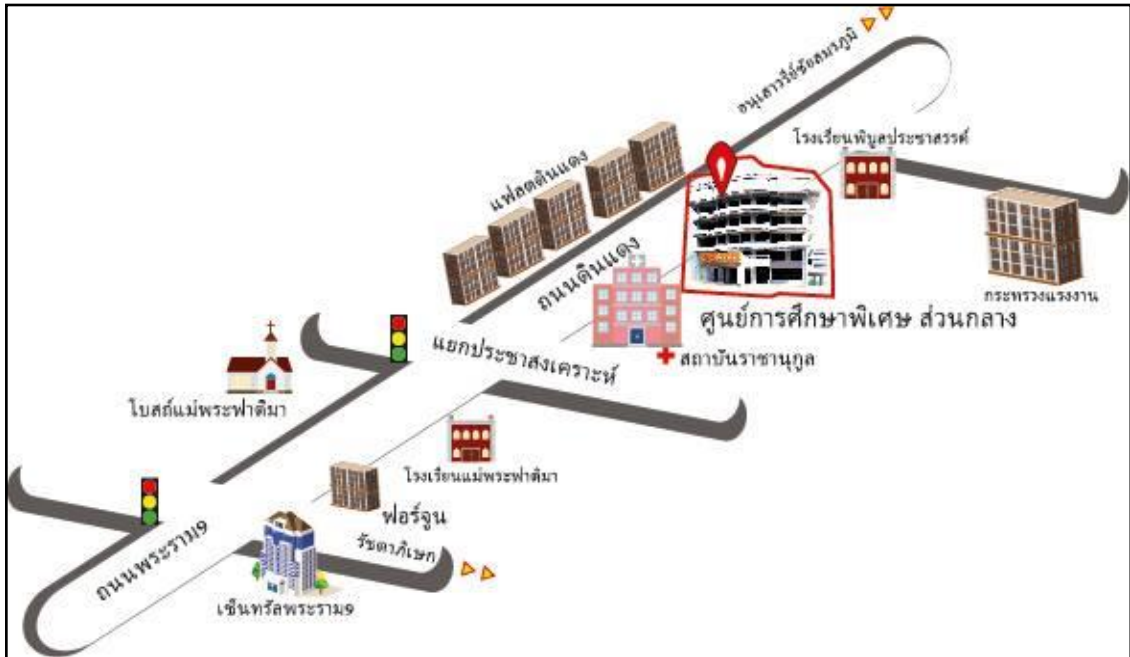 อนุเสาวรีย์ชัยสมรภูมิ
โรงเรียนพิบูลประชาสรรค์
แฟลตดินแดง
ถนนดินแดง
กระทรวงแรงงาน
ศูนย์การศึกษาพิเศษ ส่วนกลาง
แยกประชาสงเคราะห์
สถาบันราชานุกูล
โบสถ์แม่พระฟาติมา
โรงเรียนแม่พระฟาติมา
ฟอร์จูน
รัชดาภิเษก
ถนนพระราม9
เซ็นทรัลพระราม9